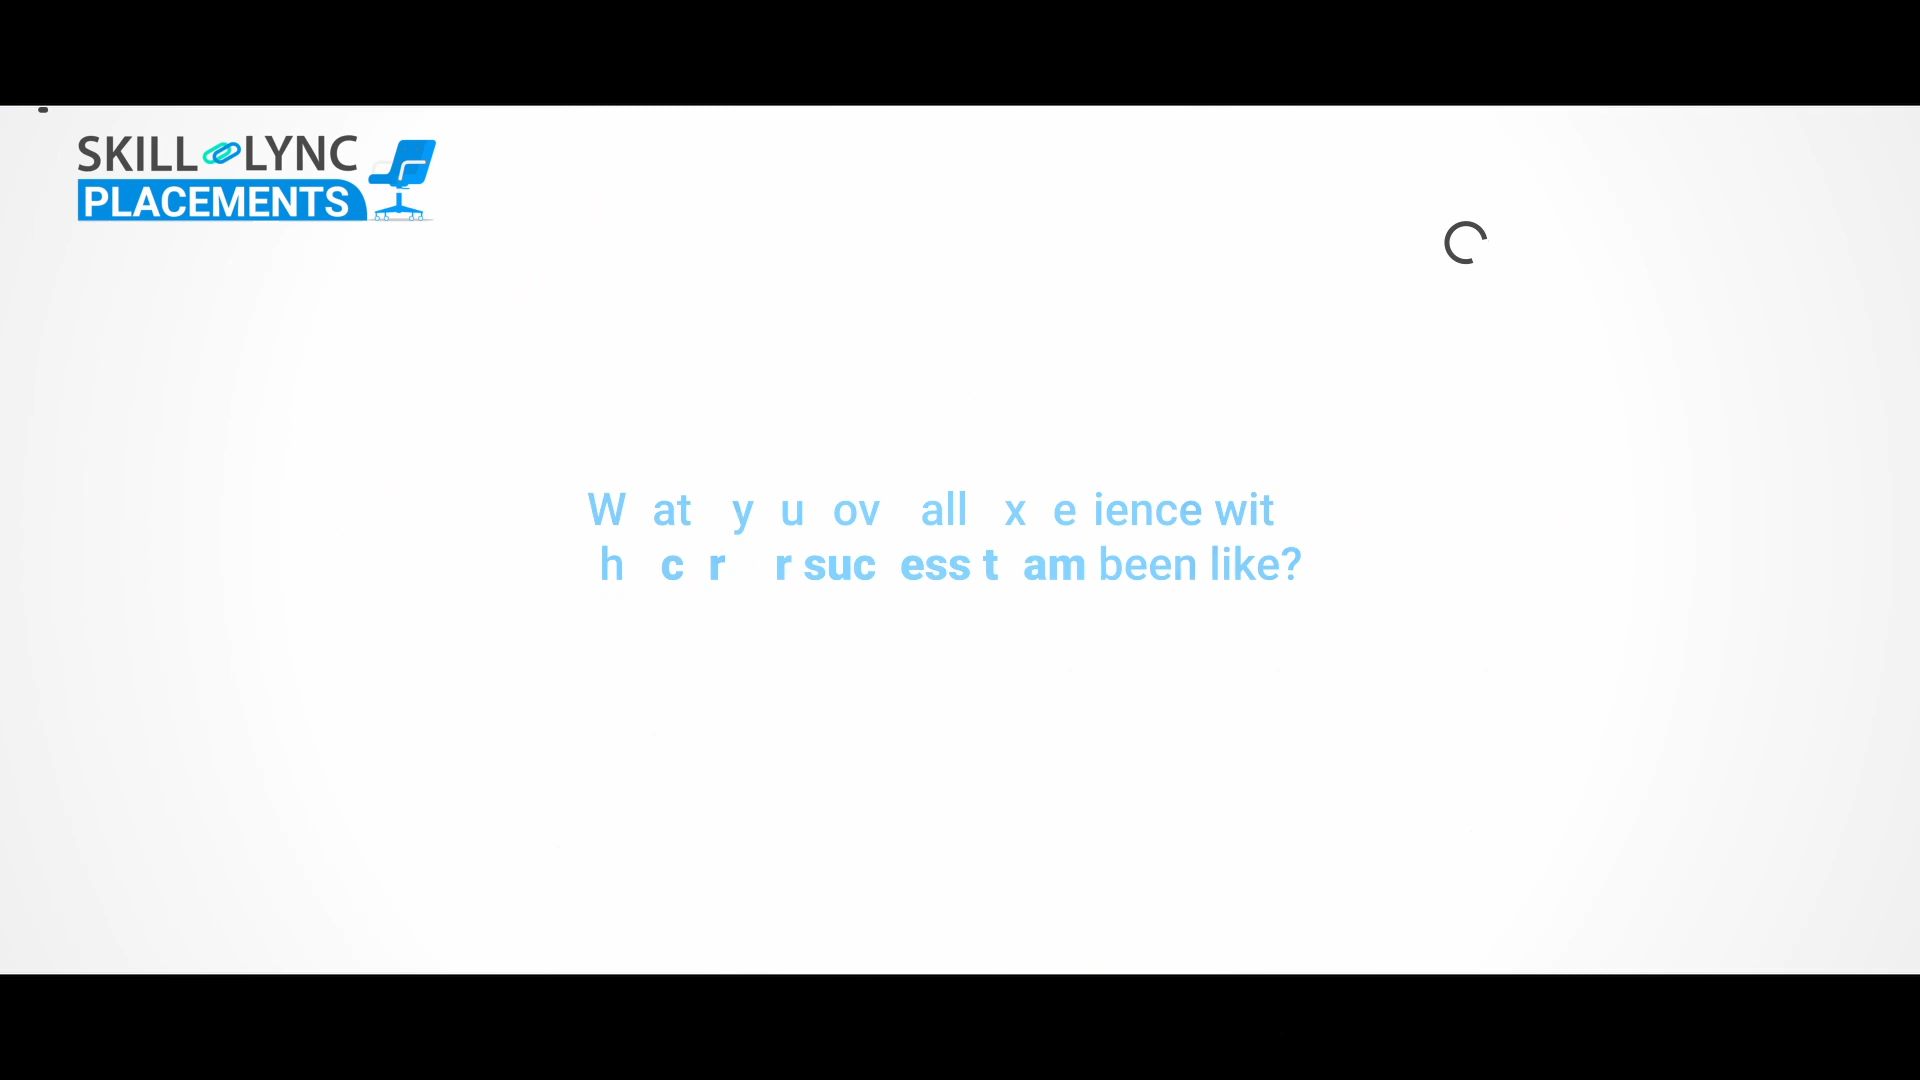 SKILL LYNC
PLACEMENTS
W at y u ov all x e ience wit
h c r r suc ess t am been like?